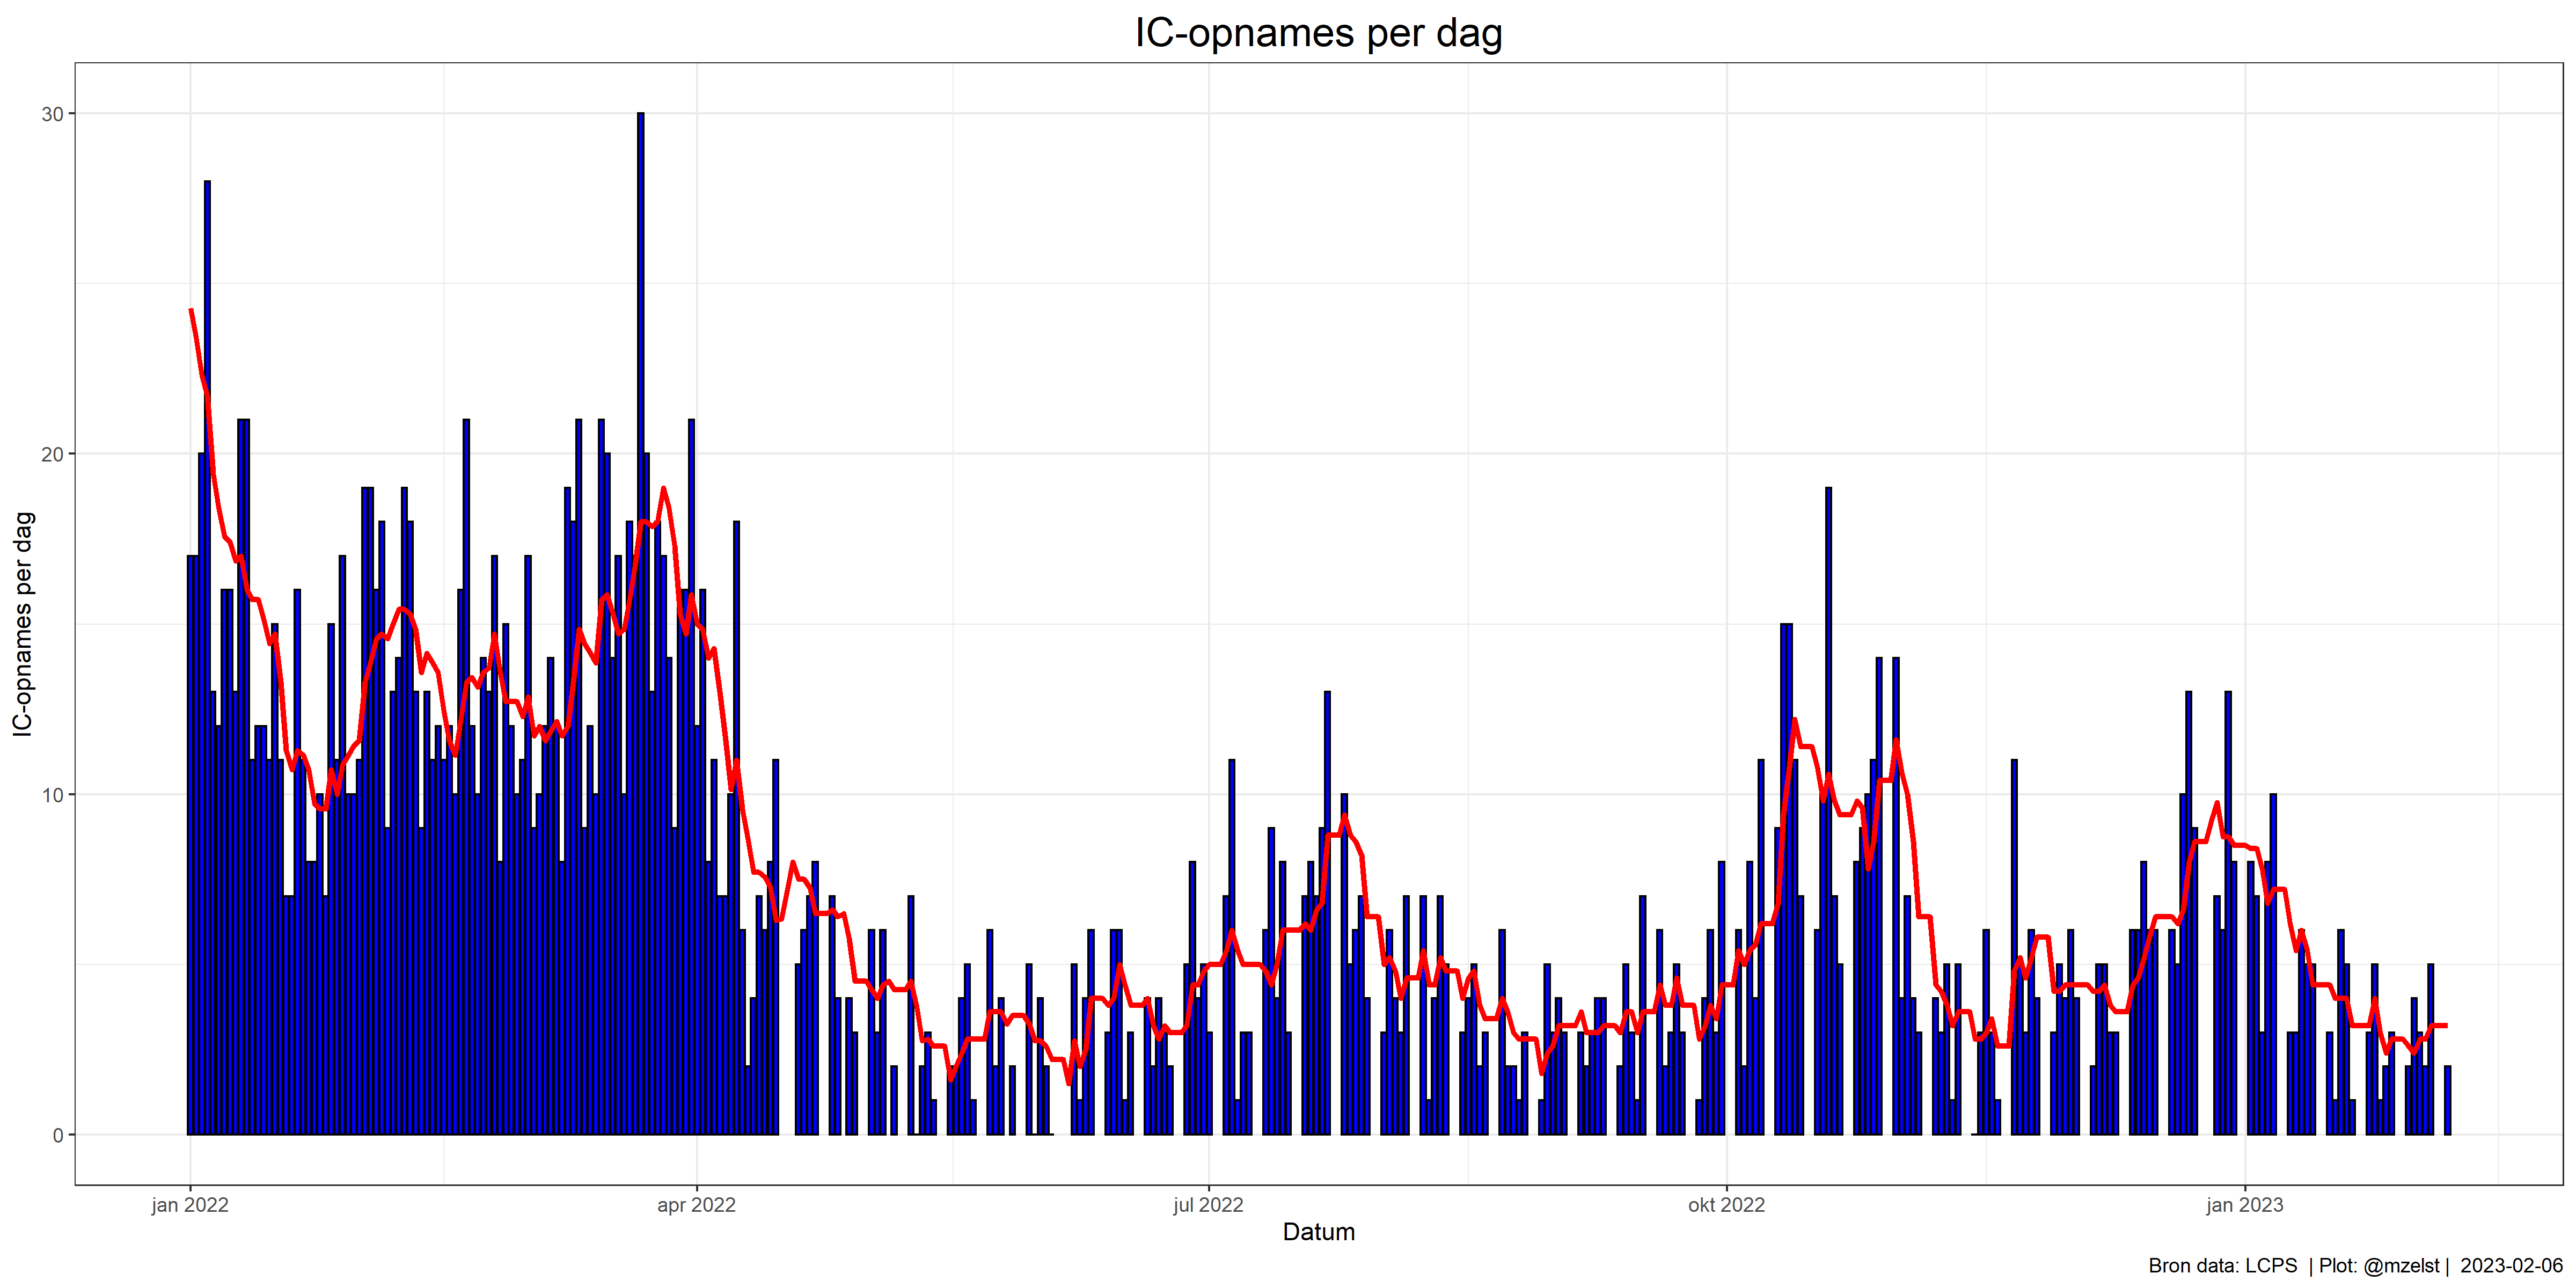 IC-opnames per dag
IC-opnames per dag
30
20
10
0
jan 2022
apr 2022
jul 2022
okt 2022
jan 2023
Datum
Bron data: LCPS | Plot: @mzelst | 2023-02-06